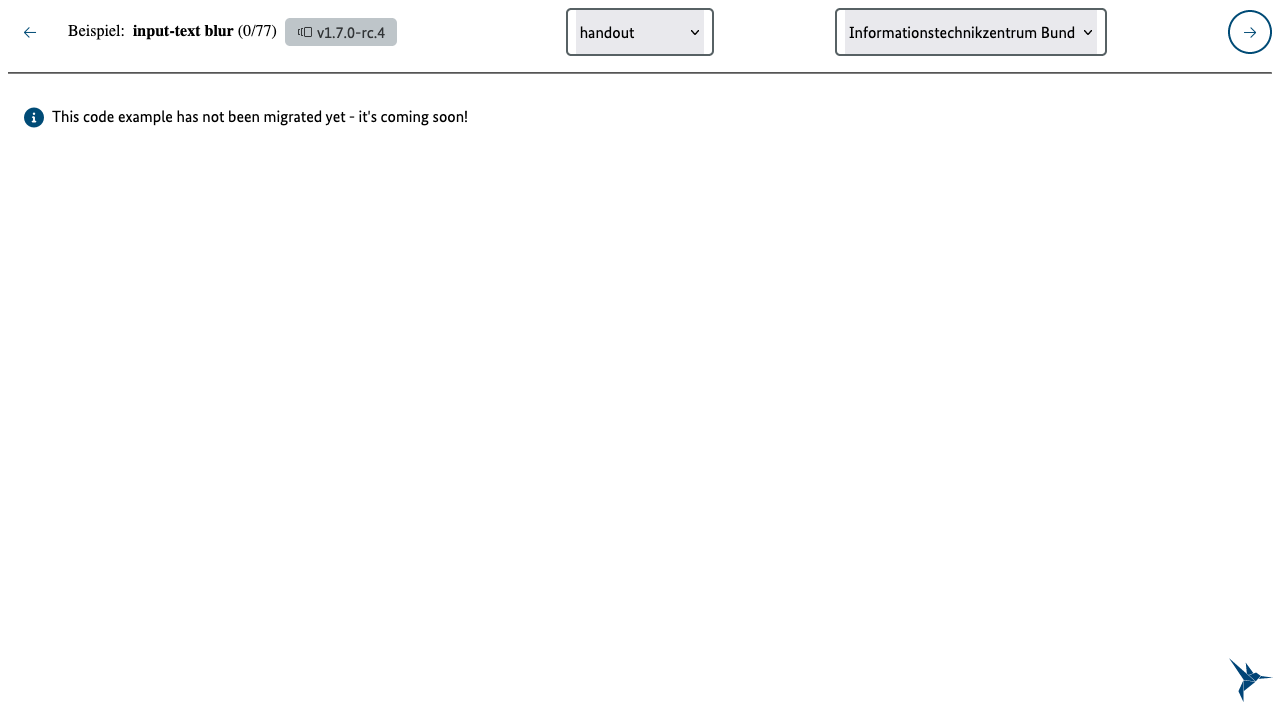 Beispiel: input-text blur (0/77) v1.7.0-rc.4 handout Informationstechnikzentrum Bund
This code example has not been migrated yet - it's coming soon!